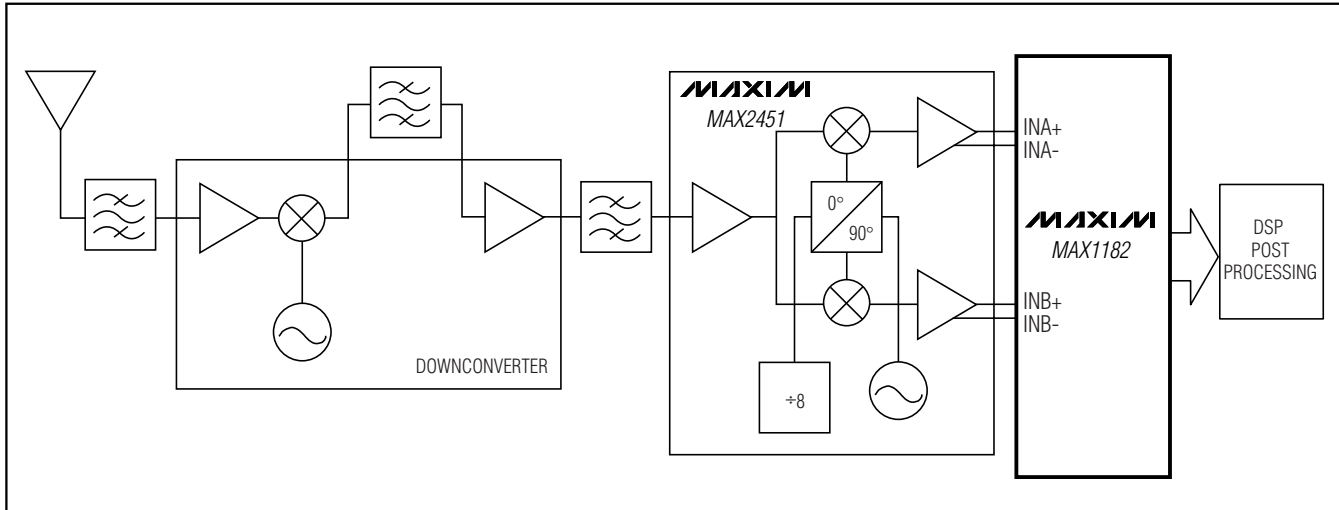 DOWNCONVERTER
MAXIM
MAX2451
0°
90°
÷8
INA+
INA-
MAXIM
MAX1182
INB+
INB-
DSP
POST
PROCESSING